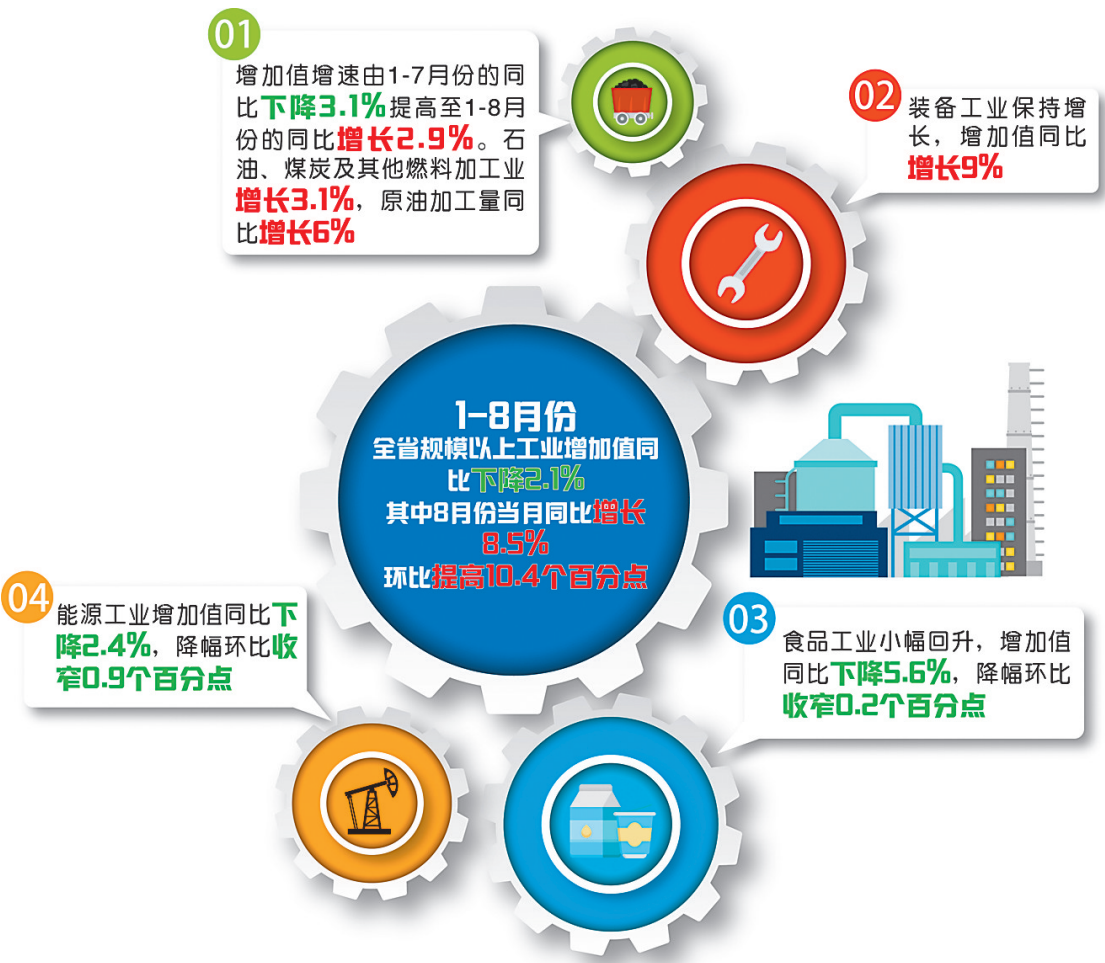 01
增加值增速由1-7月份的同
比下降3.1%提高至1-8月
份的同比增长2.9%。石
油、煤炭及其他燃料加工业
增长3.1%，原油加工量同
比增长6%
02
装备工业保持增
长，增加值同比
增长9%
1-8月份
全省规模以上工业增加值同
比下降2.1%
其中8月份当月同比增长
8.5%
环比提高10.4个百分点
03
食品工业小幅回升，增加值
同比下降5.6%，降幅环比
收窄0.2个百分点
04
能源工业增加值同比下
降2.4%，降幅环比收
窄0.9个百分点